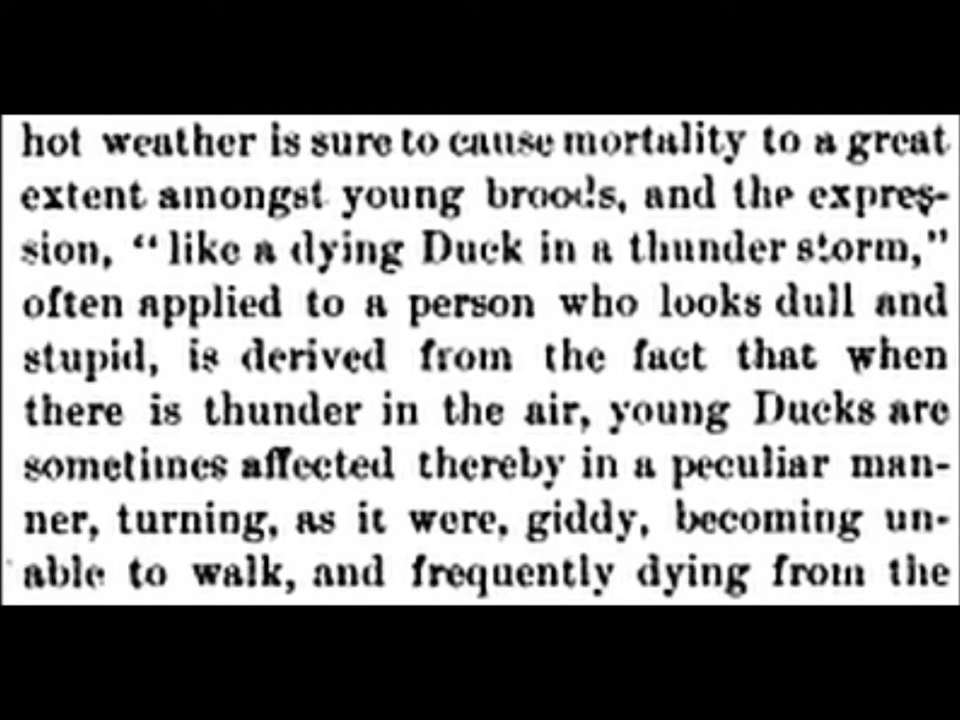 hot weather is sure to cause mortality to a great
extent amongst young broods, and the expres-
sion, "like a dying Duck in a thunder storm,"
often applied to a person who looks dull and
stupid, is derived from the fact that when
there is thunder in the air, young Ducks are
sometimes affected thereby in a peculiar man-
ner, turning, as it were, giddy, becoming un-
able to walk, and frequently dying from the